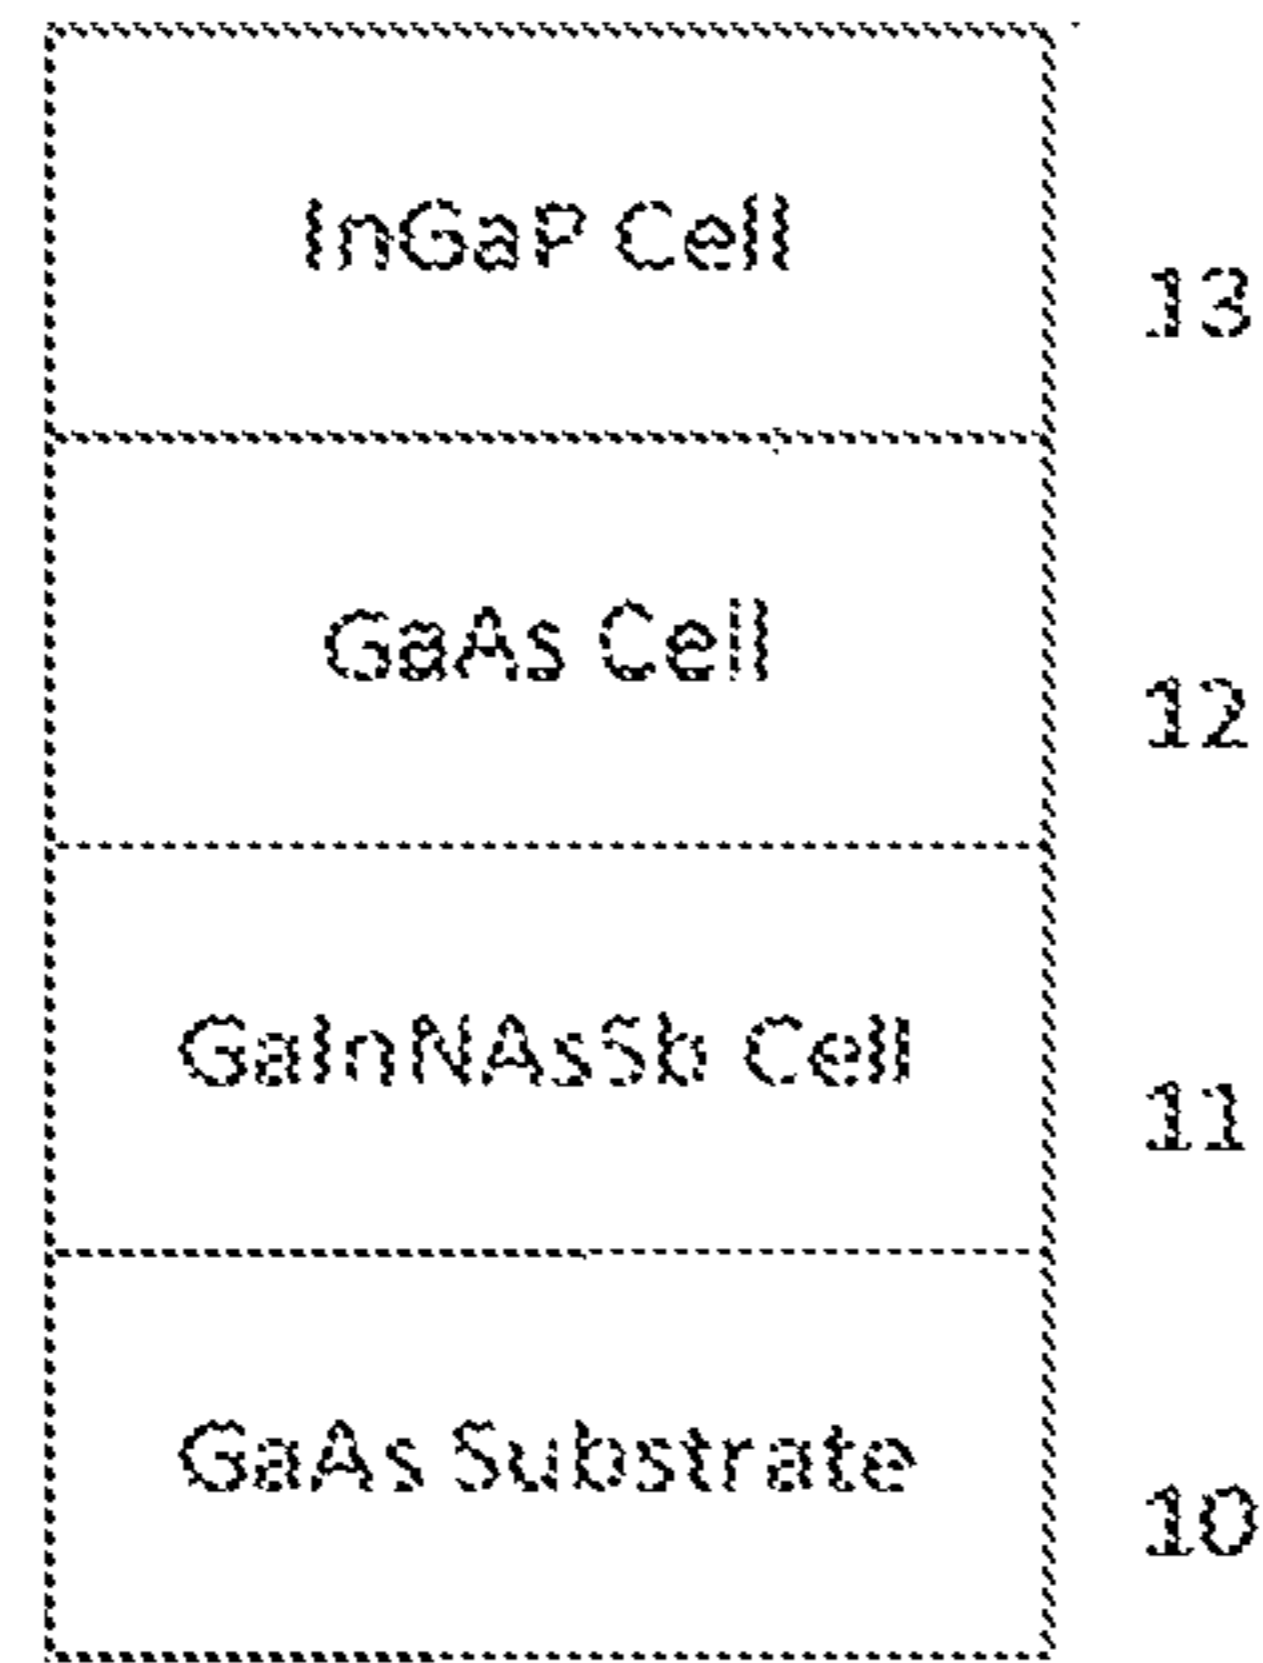 InGaP Cell
13
GaAs Cell
12
GaInNAsSb Cell
11
GaAs Substrate
10